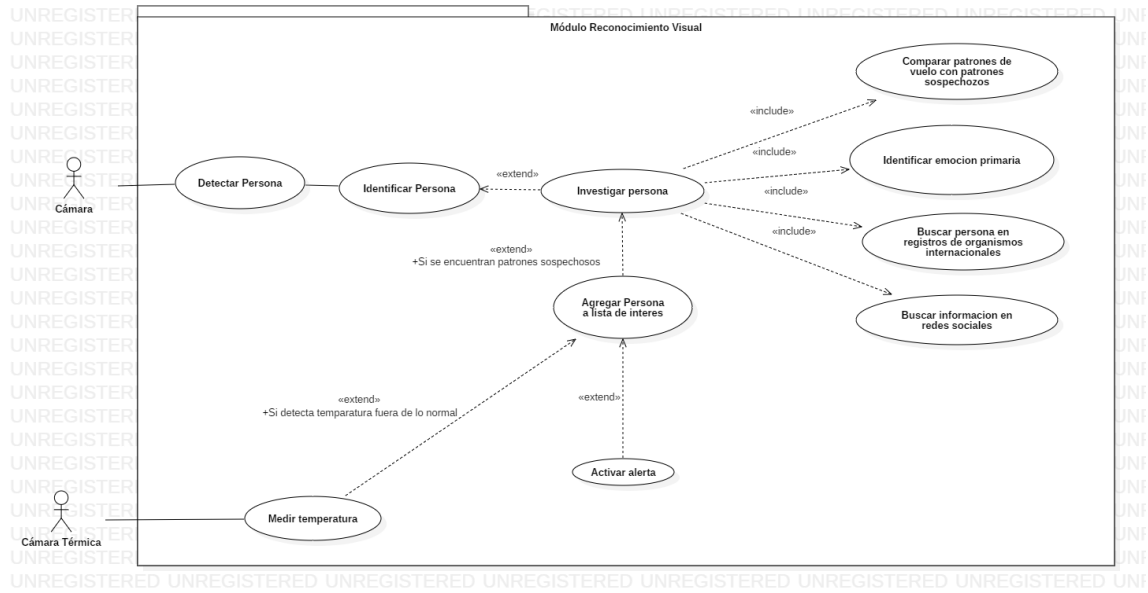 Módulo Reconocimiento Visual
Comparar patrones de
vuelo con patrones
sospechozos
«include»
«include»
Identificar emocion primaria
«extend»
Detectar Persona
Identificar Persona
Investigar persona
«include»
Cámara
«include»
Buscar persona en
registros de organismos
internacionales
«extend»
+Si se encuentran patrones sospechosos
Agregar Persona
a lista de interes
Buscar informacion en
redes sociales
«extend»
+Si detecta temparatura fuera de lo normal
«extend»
Activar alerta
Medir temperatura
Cámara Térmica
UNREGISTERED UNREGISTERED UNREGISTERED UNREGISTERED UNREGISTERED UNREGISTERED UNREGISTERED UNR